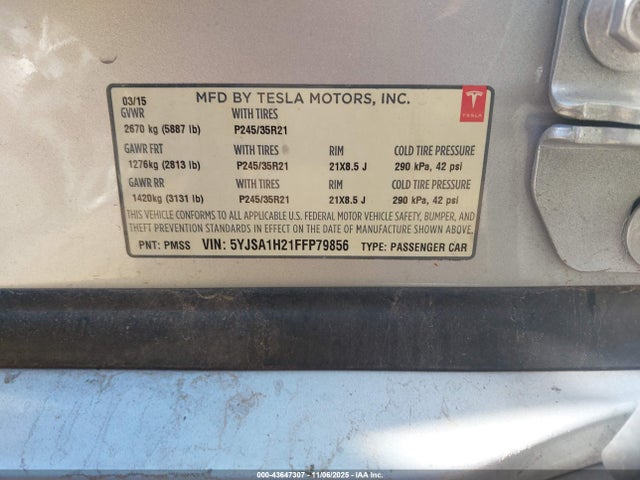 03/15 MFD BY TESLA MOTORS, INC.
GVWR WITH TIRES
2670 kg (5887 lb) P245/35R21
TESLA
GAWR FRT WITH TIRES RIM COLD TIRE PRESSURE
1276kg (2813 lb) P245/35R21 21X8.5 J 290 kPa, 42 psi
GAWR RR WITH TIRES RIM COLD TIRE PRESSURE
1420kg (3131 lb) P245/35R21 21X8.5 J 290 kPa, 42 psi
THIS VEHICLE CONFORMS TO ALL APPLICABLE U.S. FEDERAL MOTOR VEHICLE SAFETY, BUMPER, AND
THEFT PREVENTION STANDARDS IN EFFECT ON THE DATE OF MANUFACTURE SHOWN ABOVE.
PNT: PMSS VIN: 5YJSA1H21FFP79856 TYPE: PASSENGER CAR
000-43647307 - 11/06/2025 - IAA, LLC.